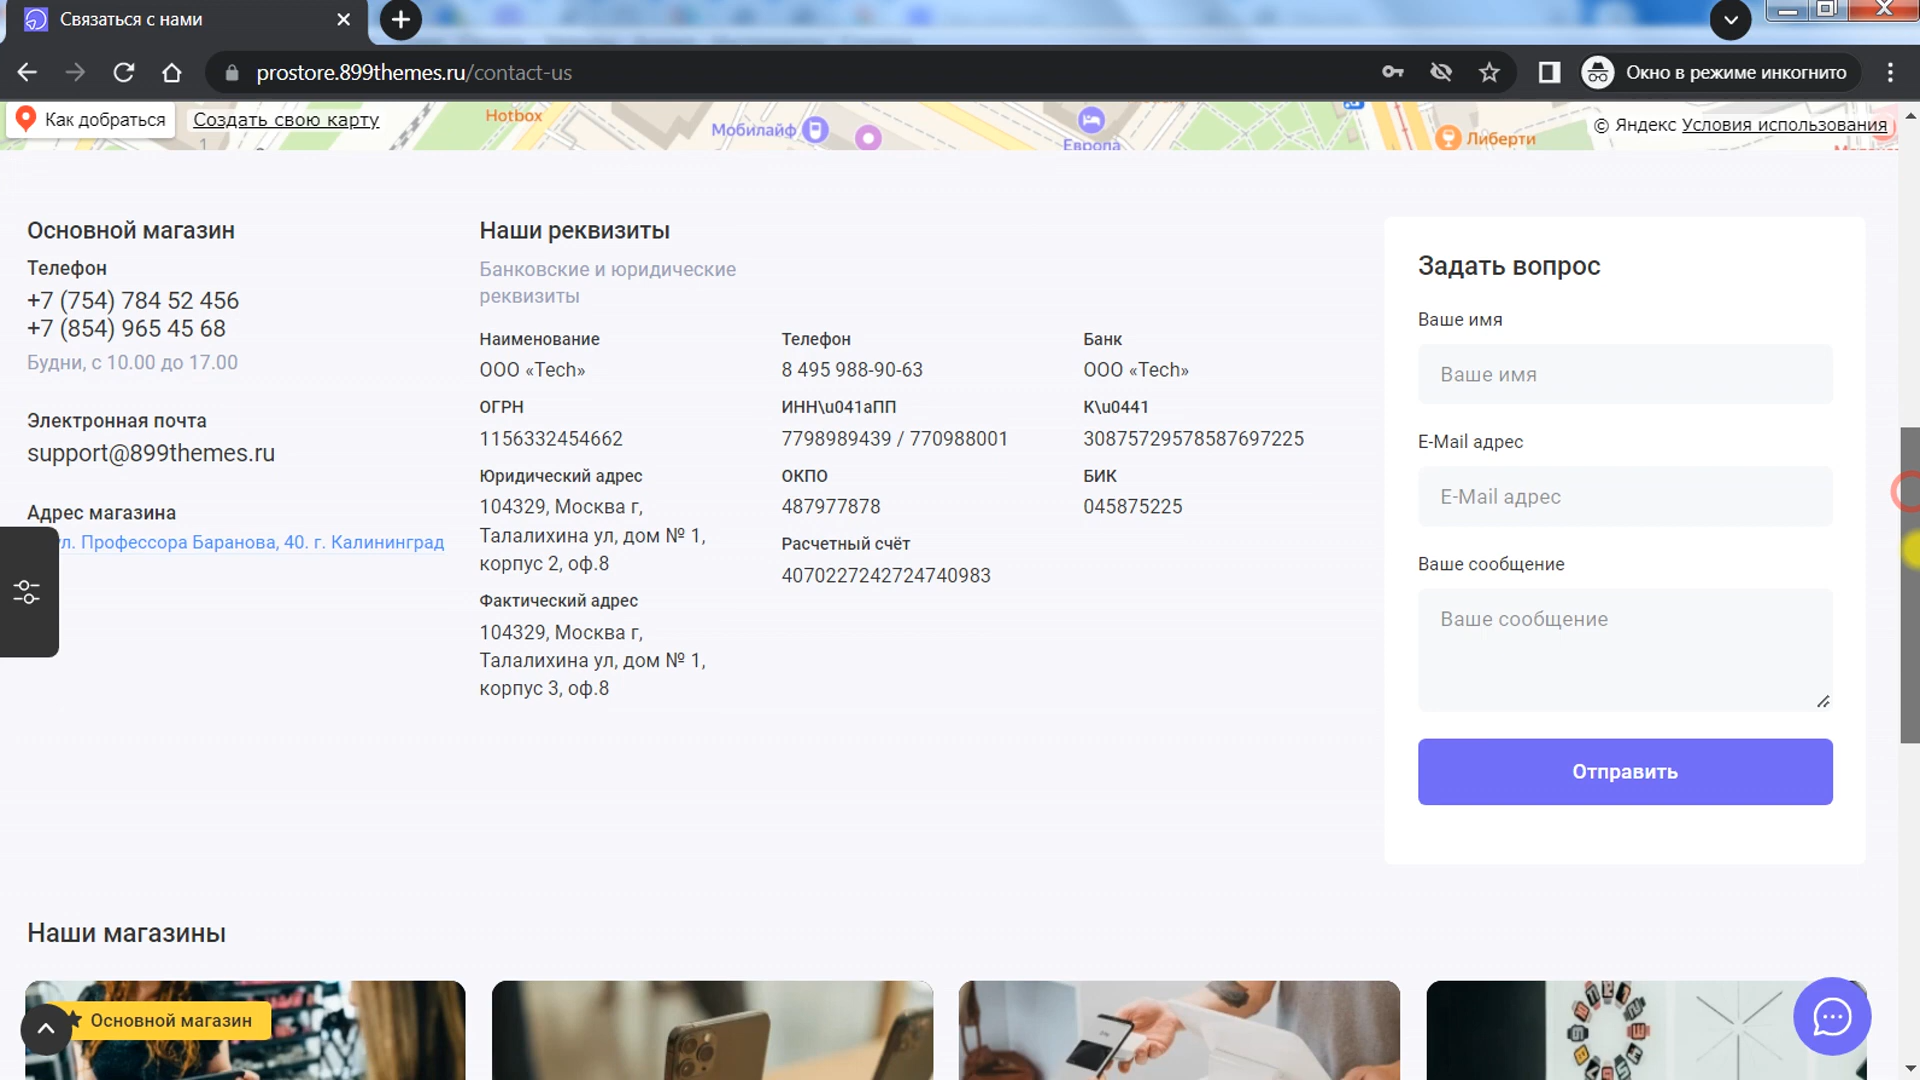 Связаться с нами
prostore.899themes.ru/contact-us
Окно в режиме инкогнито
Как добраться
Создать свою карту
Hotbox
Мобилайф
Европа
Либерти
© Яндекс Условия использования
Основной магазин
Телефон
+7 (754) 784 52 456
+7 (854) 965 45 68
Будни, с 10.00 до 17.00
Электронная почта
support@899themes.ru
Адрес магазина
ул. Профессора Баранова, 40. г. Калининград
Наши реквизиты
Банковские и юридические
реквизиты
Наименование
ООО «Tech»
ОГРН
1156332454662
Юридический адрес
104329, Москва г,
Талалихина ул, дом № 1,
корпус 2, оф.8
Фактический адрес
104329, Москва г,
Талалихина ул, дом № 1,
корпус 3, оф.8
Телефон
8 495 988-90-63
ИНН\u041aПП
7798989439 / 770988001
ОКПО
487977878
Расчетный счёт
4070227242724740983
Банк
ООО «Tech»
К\u0441
30875729578587697225
БИК
045875225
Задать вопрос
Ваше имя
Ваше имя
E-Mail адрес
E-Mail адрес
Ваше сообщение
Ваше сообщение
Отправить
Наши магазины
Основной магазин